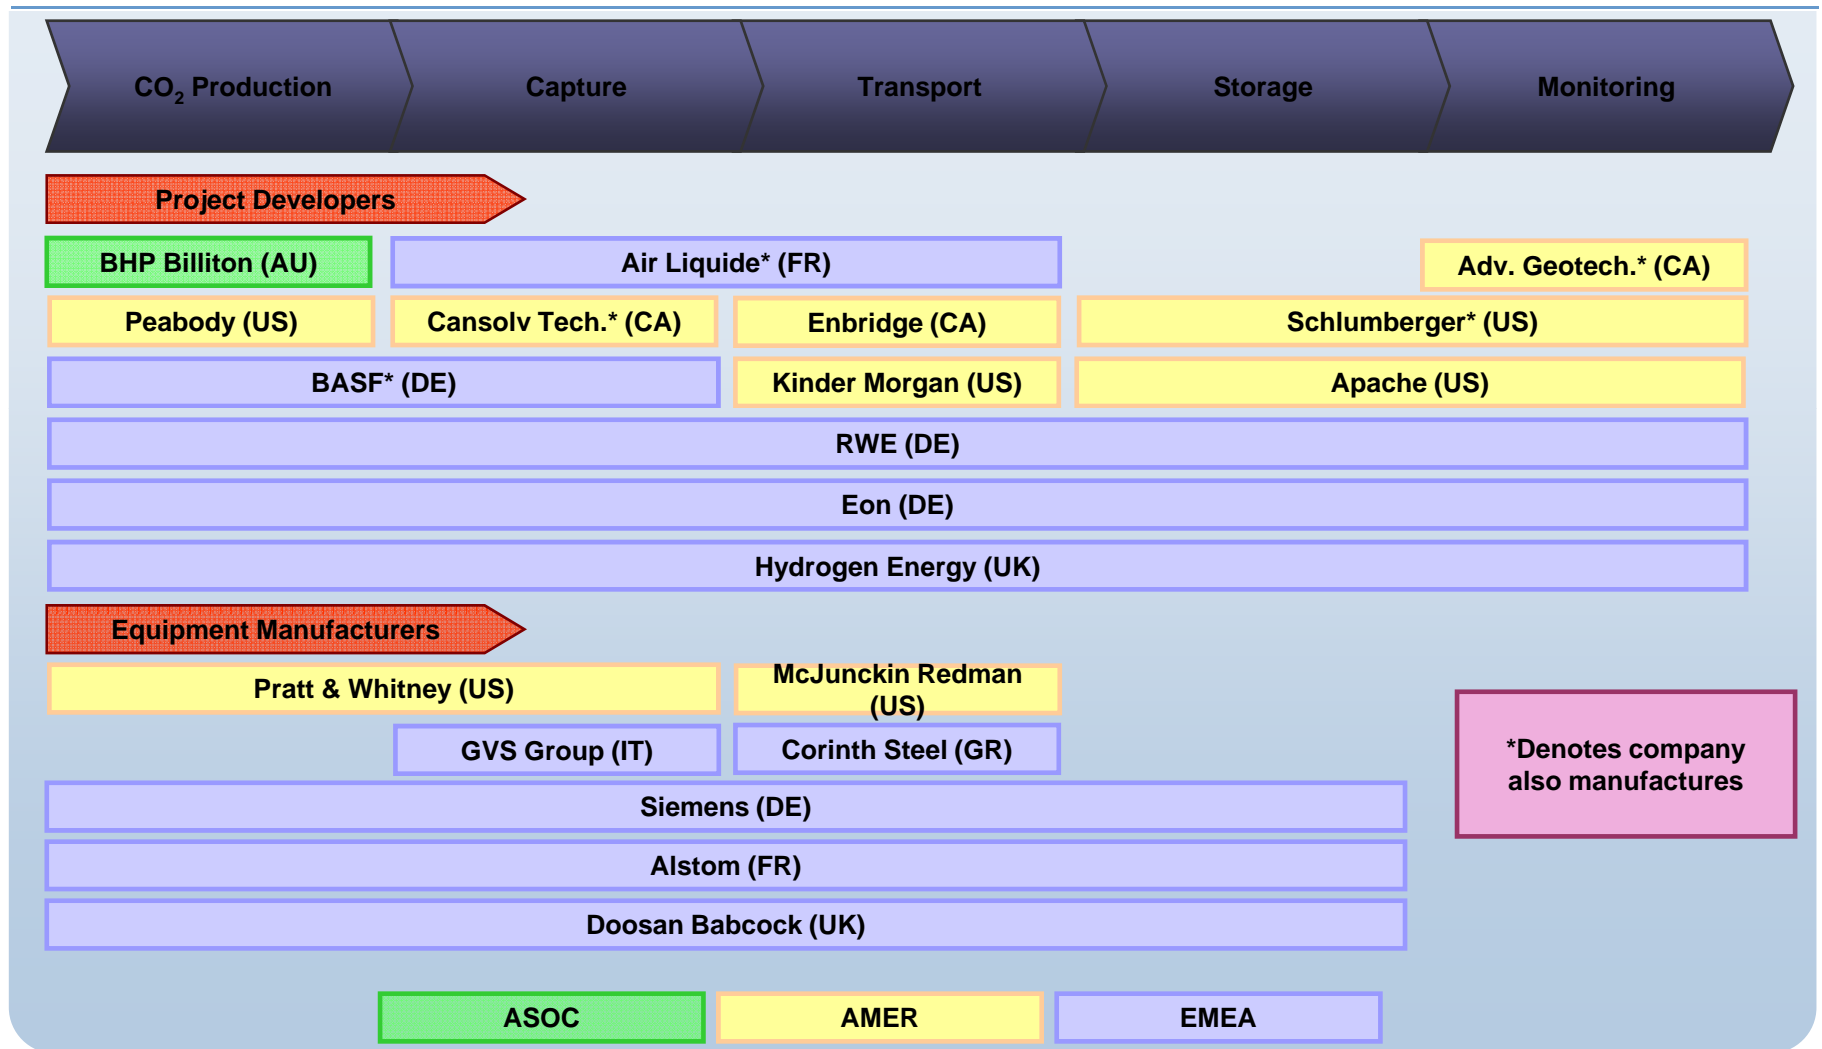 CO2 Production
Capture
Transport
Storage
Monitoring
Project Developers
BHP Billiton (AU)
Air Liquide* (FR)
Adv. Geotech.* (CA)
Peabody (US)
Cansolv Tech.* (CA)
Enbridge (CA)
Schlumberger* (US)
BASF* (DE)
Kinder Morgan (US)
Apache (US)
RWE (DE)
Eon (DE)
Hydrogen Energy (UK)
Equipment Manufacturers
Pratt & Whitney (US)
McJunckin Redman
(US)
GVS Group (IT)
Corinth Steel (GR)
*Denotes company
also manufactures
Siemens (DE)
Alstom (FR)
Doosan Babcock (UK)
ASOC
AMER
EMEA